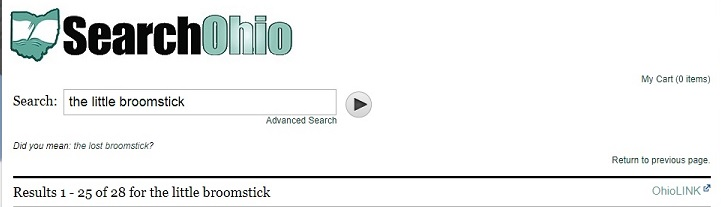 SearchOhio
My Cart (0 items)
Search: the little broomstick
Advanced Search
Did you mean: the lost broomstick?
Return to previous page.
Results 1 - 25 of 28 for the little broomstick
OhioLINK